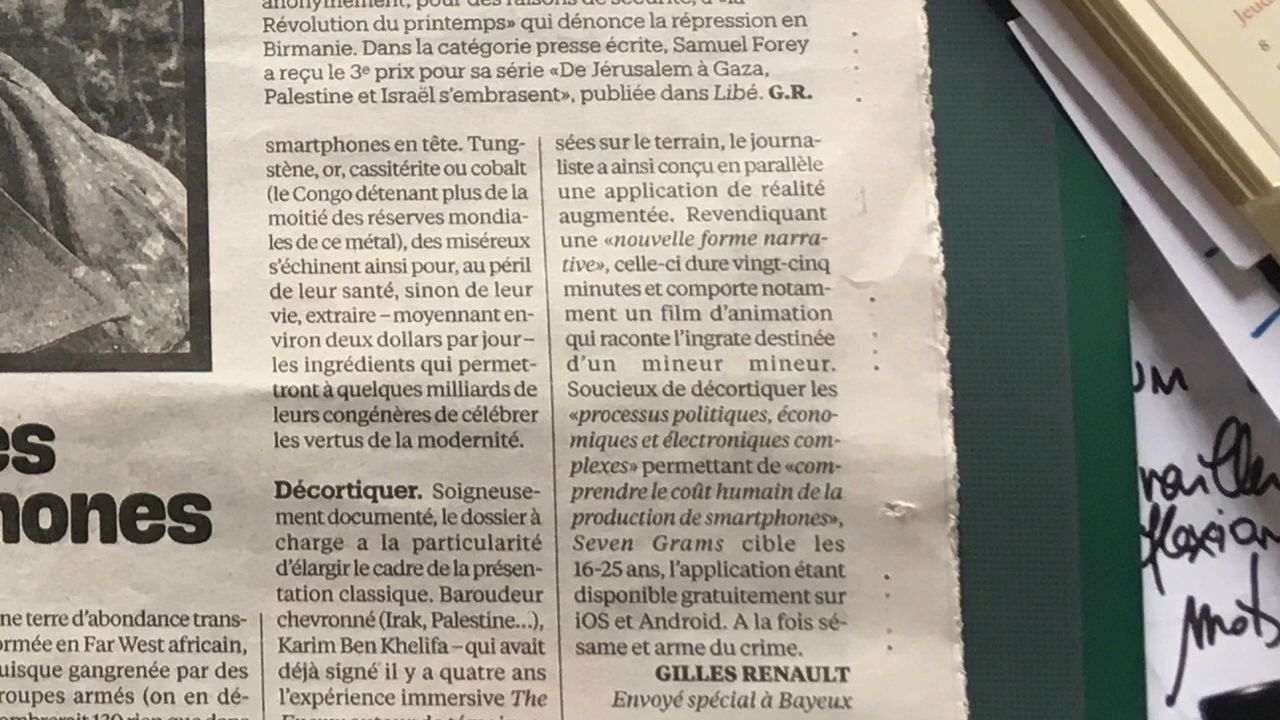 anonymement, pour des raisons de sécurité, à «la
Révolution du printemps» qui dénonce la répression en
Birmanie. Dans la catégorie presse écrite, Samuel Forey
a reçu le 3e prix pour sa série «De Jérusalem à Gaza,
Palestine et Israël s'embrasent», publiée dans Libé. G.R.
es
hones
ne terre d'abondance trans-
ormée en Far West africain,
uisque gangrenée par des
roupes armés (on en dé-
smartphones en tête. Tung-
stène, or, cassitérite ou cobalt
(le Congo détenant plus de la
moitié des réserves mondia-
les de ce métal), des miséreux
s'échinent ainsi pour, au péril
de leur santé, sinon de leur
vie, extraire – moyennant en-
viron deux dollars par jour –
les ingrédients qui permet-
tront à quelques milliards de
leurs congénères de célébrer
les vertus de la modernité.
Décortiquer. Soigneuse-
ment documenté, le dossier à
charge a la particularité
d'élargir le cadre de la présen-
tation classique. Baroudeur
chevronné (Irak, Palestine...),
Karim Ben Khelifa – qui avait
déjà signé il y a quatre ans
l'expérience immersive The
sées sur le terrain, le journa-
liste a ainsi conçu en parallèle
une application de réalité
augmentée. Revendiquant
une «nouvelle forme narra-
tive», celle-ci dure vingt-cinq
minutes et comporte notam-
ment un film d'animation
qui raconte l'ingrate destinée
d'un mineur mineur.
Soucieux de décortiquer les
«processus politiques, écono-
miques et électroniques com-
plexes» permettant de «com-
prendre le coût humain de la
production de smartphones»,
Seven Grams cible les
16-25 ans, l'application étant
disponible gratuitement sur
iOS et Android. A la fois sé-
same et arme du crime.
GILLES RENAULT
Envoyé spécial à Bayeux
Jeud
8
mots